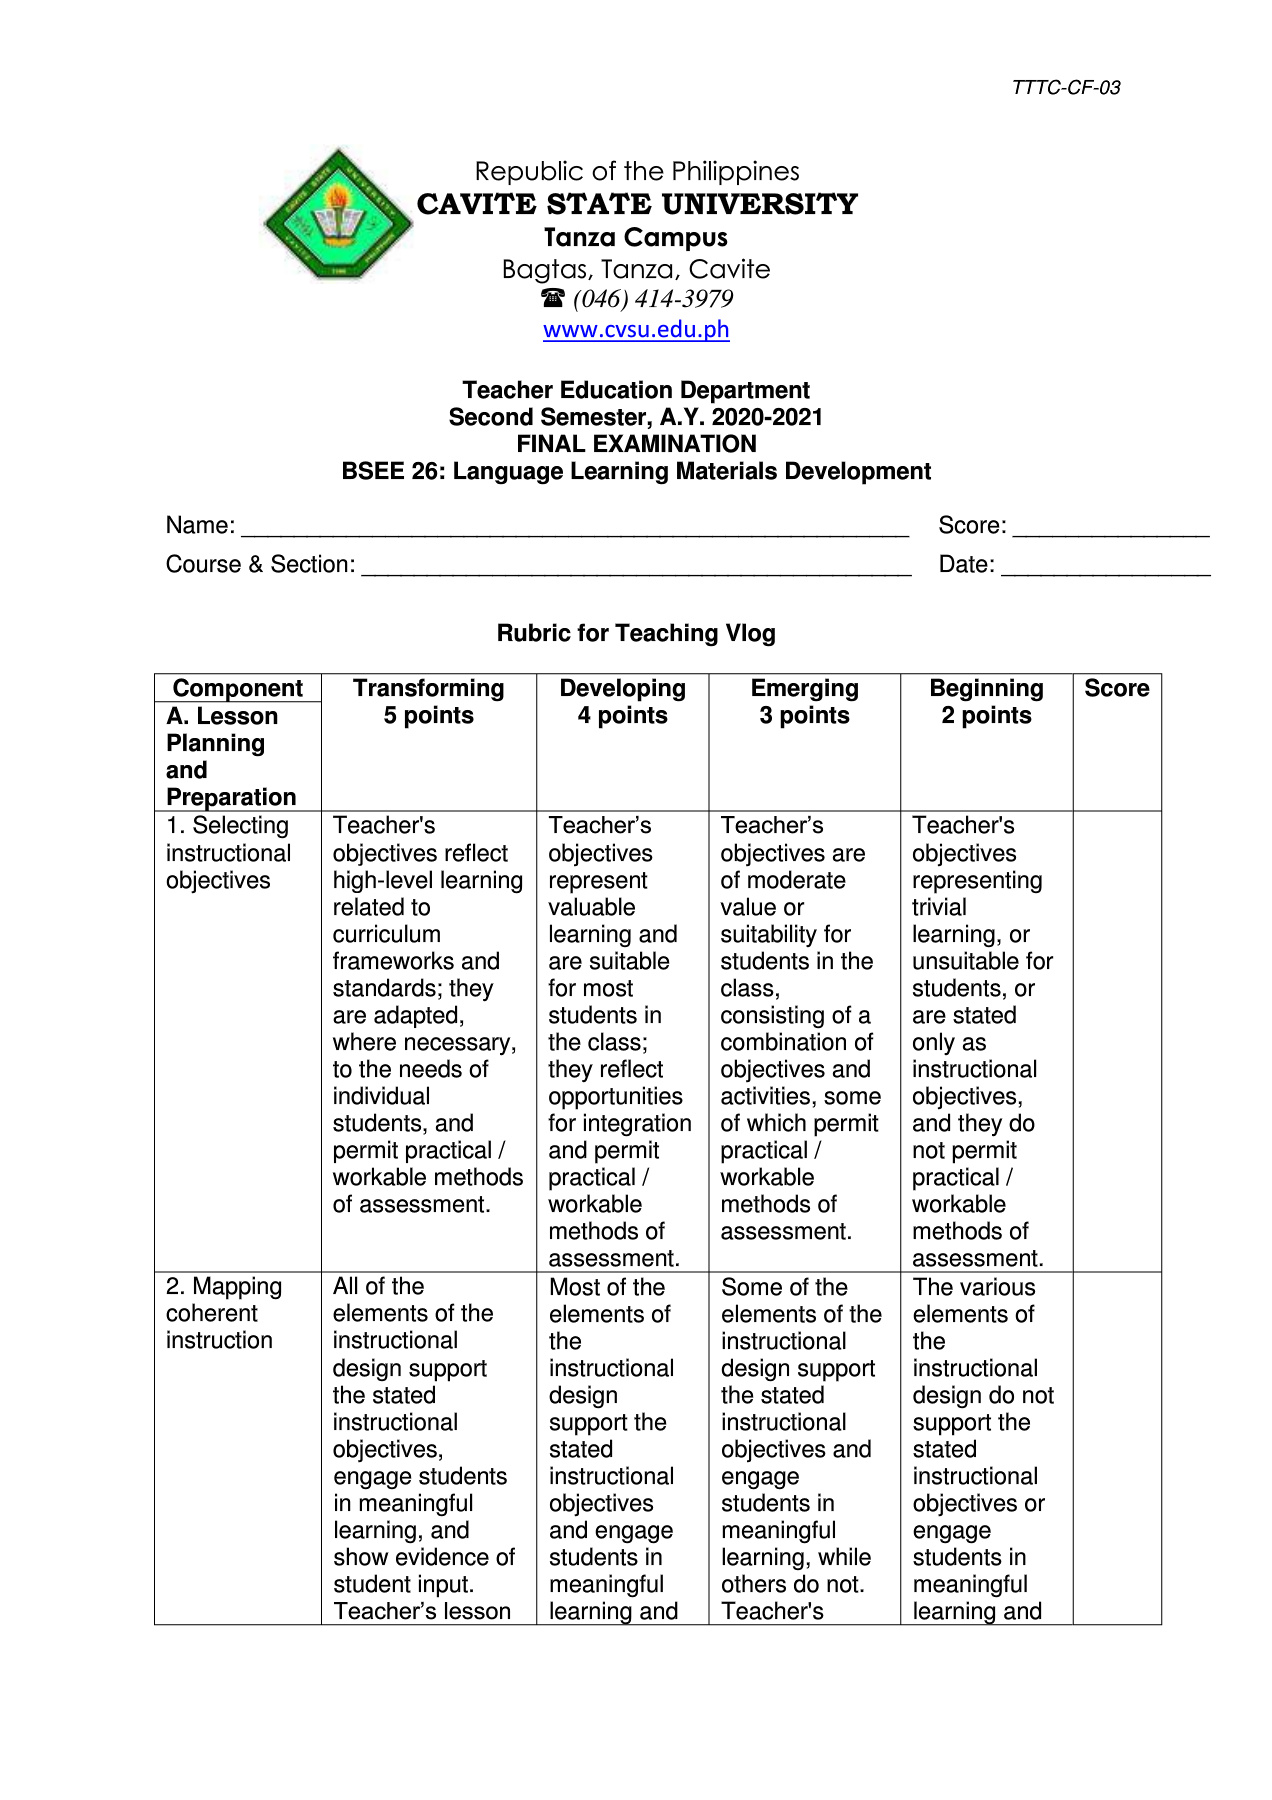 TTTC-CF-03
Republic of the Philippines
CAVITE STATE UNIVERSITY
Tanza Campus
Bagtas, Tanza, Cavite
☎ (046) 414-3979
www.cvsu.edu.ph
Teacher Education Department
Second Semester, A.Y. 2020-2021
FINAL EXAMINATION
BSEE 26: Language Learning Materials Development
Name: ______________________________ Score: ______________
Course & Section: ______________________________ Date: ______________
Rubric for Teaching Vlog
Component
A. Lesson
Planning
and
Preparation
Transforming
5 points
Developing
4 points
Emerging
3 points
Beginning
2 points
Score
1. Selecting
instructional
objectives
Teacher's
objectives reflect
high-level learning
related to
curriculum
frameworks and
standards; they
are adapted,
where necessary,
to the needs of
individual
students, and
permit practical /
workable methods
of assessment.
Teacher’s
objectives
represent
valuable
learning and
are suitable
for most
students in
the class;
they reflect
opportunities
for integration
and permit
practical /
workable
methods of
assessment.
Teacher’s
objectives are
of moderate
value or
suitability for
students in the
class,
consisting of a
combination of
objectives and
activities, some
of which permit
practical /
workable
methods of
assessment.
Teacher's
objectives
representing
trivial
learning, or
unsuitable for
students, or
are stated
only as
instructional
objectives,
and they do
not permit
practical /
workable
methods of
assessment.
2. Mapping
coherent
instruction
All of the
elements of the
instructional
design support
the stated
instructional
objectives,
engage students
in meaningful
learning, and
show evidence of
student input.
Teacher’s lesson
Most of the
elements of
the
instructional
design
support the
stated
instructional
objectives
and engage
students in
meaningful
learning and
Some of the
elements of the
instructional
design support
the stated
instructional
objectives and
engage
students in
meaningful
learning, while
others do not.
Teacher's
The various
elements of
the
instructional
design do not
support the
stated
instructional
objectives or
engage
students in
meaningful
learning and